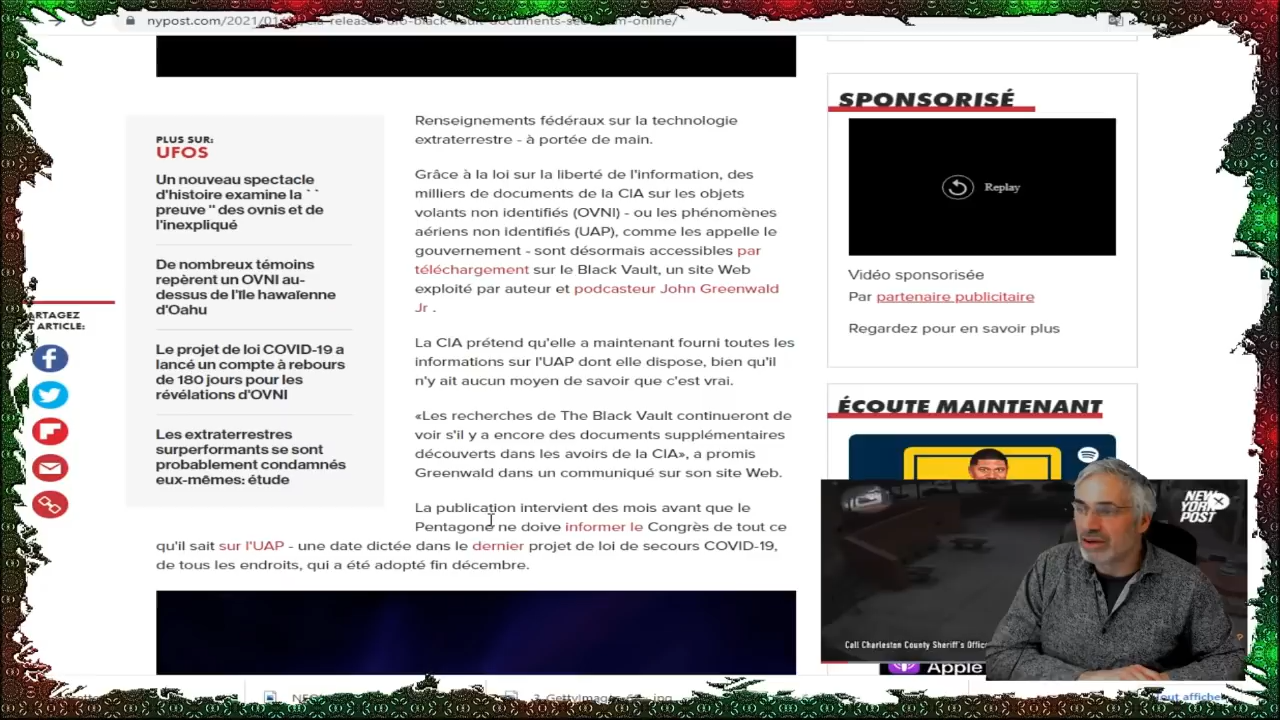 nypost.com/2021/01
-releases-ufo-black-vault-documents
online/
Renseignements fédéraux sur la technologie
extraterrestre - à portée de main.
Grâce à la loi sur la liberté de l'information, des
milliers de documents de la CIA sur les objets
volants non identifiés (OVNI) - ou les phénomènes
aériens non identifiés (UAP), comme les appelle le
gouvernement - sont désormais accessibles par
téléchargement sur le Black Vault, un site Web
exploité par auteur et podcasteur John Greenwald
Jr .
La CIA prétend qu'elle a maintenant fourni toutes les
informations sur l'UAP dont elle dispose, bien qu'il
n'y ait aucun moyen de savoir que c'est vrai.
«Les recherches de The Black Vault continueront de
voir s'il y a encore des documents supplémentaires
découverts dans les avoirs de la CIA», a promis
Greenwald dans un communiqué sur son site Web.
La publication intervient des mois avant que le
Pentagone ne doive informer le Congrès de tout ce
qu'il sait sur l'UAP - une date dictée dans le dernier projet de loi de secours COVID-19,
de tous les endroits, qui a été adopté fin décembre.
PLUS SUR:
UFOS
Un nouveau spectacle
d'histoire examine la ``
preuve '' des ovnis et de
l'inexpliqué
De nombreux témoins
repèrent un OVNI au-
dessus de l'île hawaïenne
d'Oahu
Le projet de loi COVID-19 a
lancé un compte à rebours
de 180 jours pour les
révélations d'OVNI
Les extraterrestres
surperformants se sont
probablement condamnés
eux-mêmes: étude
ARTAGEZ
T ARTICLE:
SPONSORISÉ
Replay
Vidéo sponsorisée
Par partenaire publicitaire
Regardez pour en savoir plus
ÉCOUTE MAINTENANT
NEW
YORK
POST
Call Charleston County Sheriff's Offic
Apple